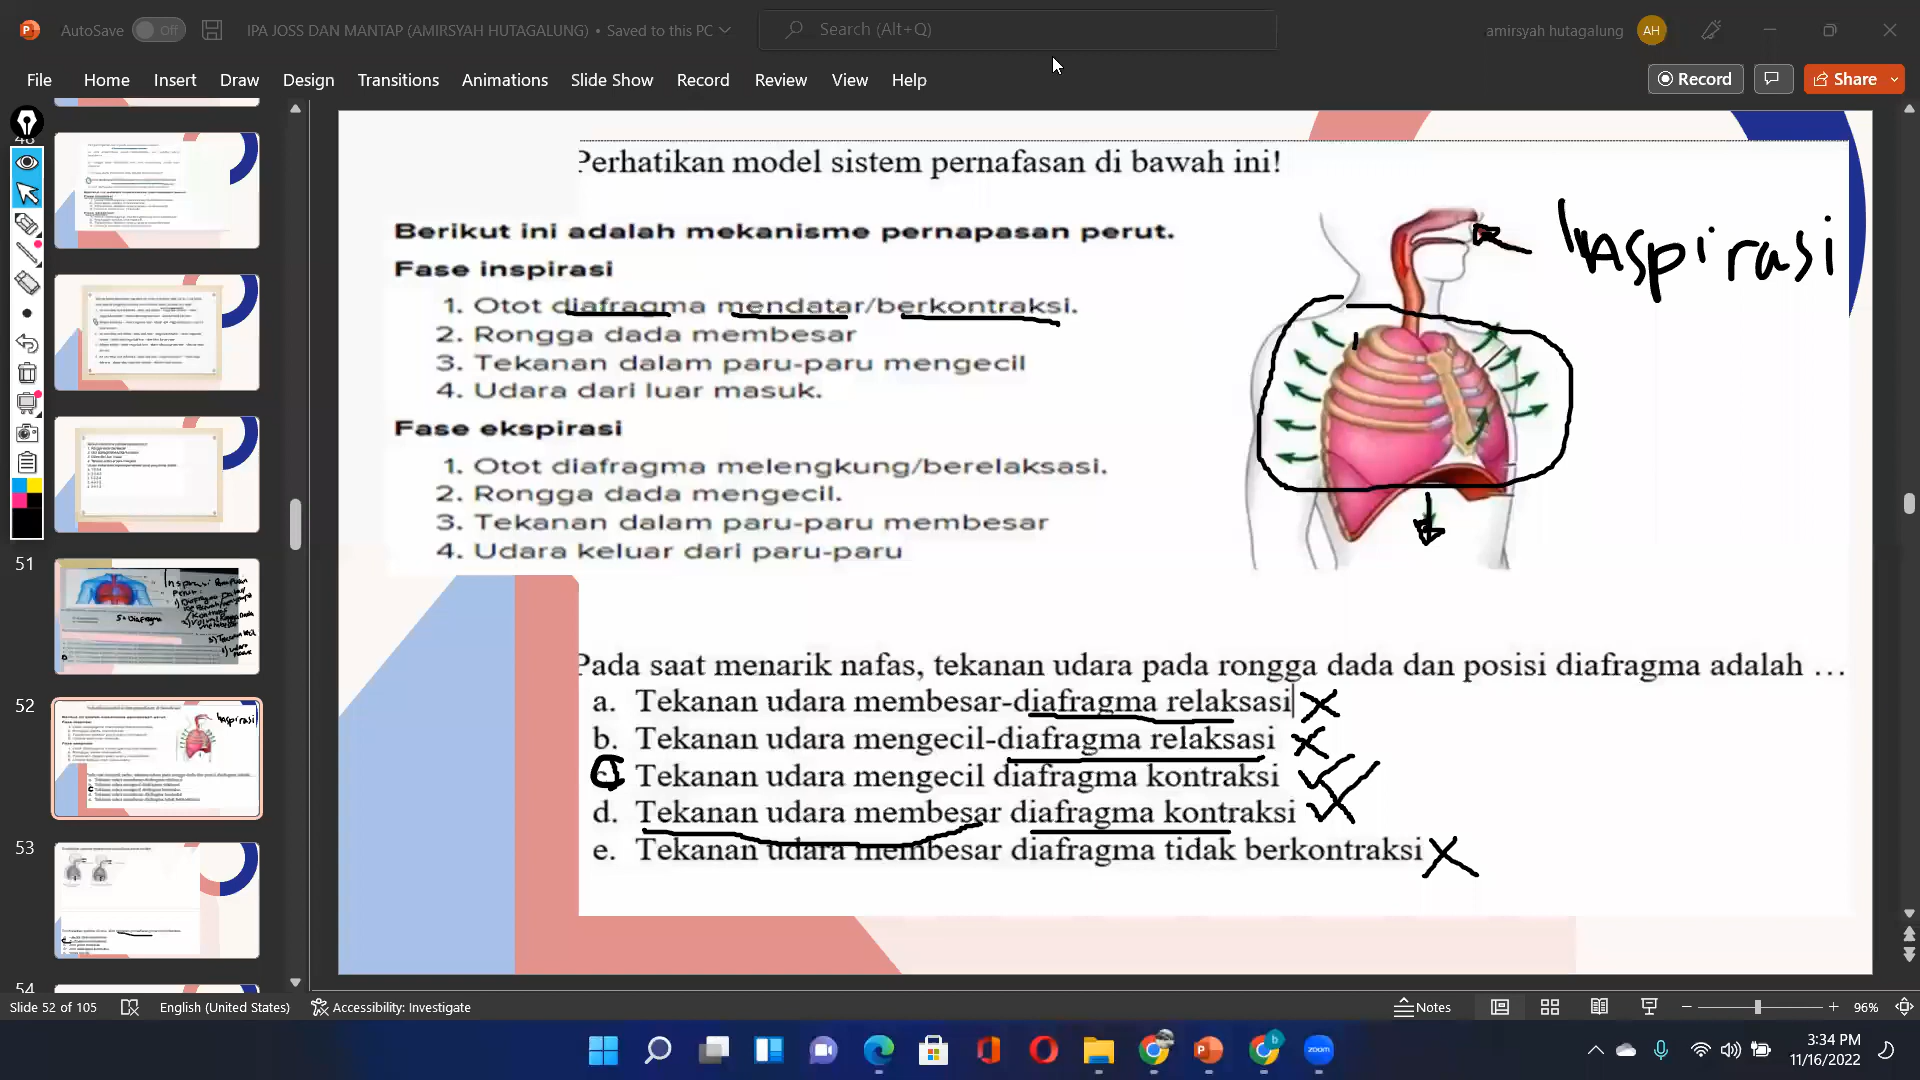 AutoSave Off IPA JOSS DAN MANTAP (AMIRSYAH HUTAGALUNG) • Saved to this PC Search (Alt+Q) amirsyah hutagalung AH
File Home Insert Draw Design Transitions Animations Slide Show Record Review View Help Record Share
51
52
53
54
Perhatikan model sistem pernafasan di bawah ini!
Inspirasi
Berikut ini adalah mekanisme pernapasan perut.
Fase inspirasi
1. Otot diafragma mendatar/berkontraksi.
2. Rongga dada membesar
3. Tekanan dalam paru-paru mengecil
4. Udara dari luar masuk.
Fase ekspirasi
1. Otot diafragma melengkung/berelaksasi.
2. Rongga dada mengecil.
3. Tekanan dalam paru-paru membesar
4. Udara keluar dari paru-paru
Pada saat menarik nafas, tekanan udara pada rongga dada dan posisi diafragma adalah …
a. Tekanan udara membesar-diafragma relaksasi
b. Tekanan udara mengecil-diafragma relaksasi
Tekanan udara mengecil diafragma kontraksi
d. Tekanan udara membesar diafragma kontraksi
e. Tekanan udara membesar diafragma tidak berkontraksi
Slide 52 of 105 English (United States) Accessibility: Investigate Notes 96%
zoom
3:34 PM
11/16/2022